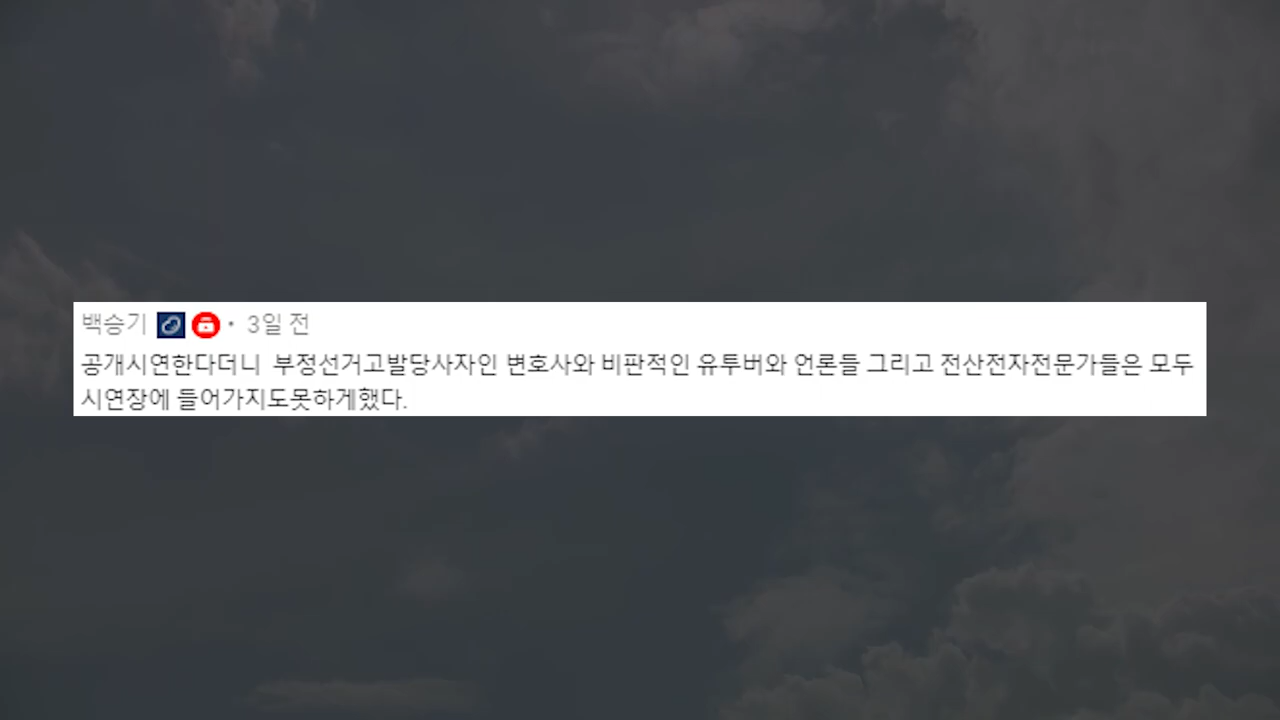 백승기 · 3일 전
공개시연한다더니 부정선거고발당사자인 변호사와 비판적인 유투버와 언론들 그리고 전산전자전문가들은 모두
시연장에 들어가지도못하게했다.